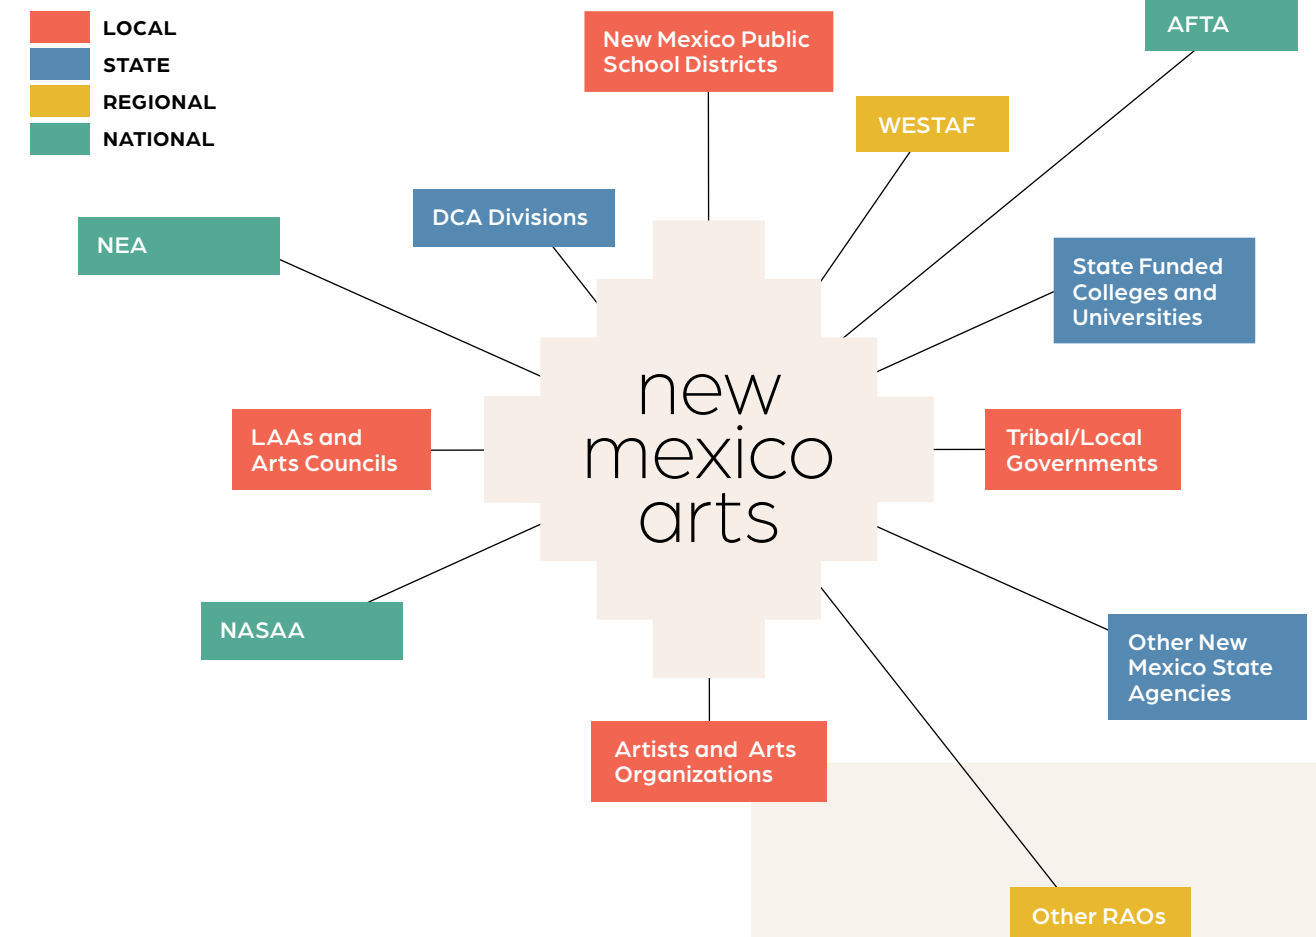 LOCAL
STATE
REGIONAL
NATIONAL
New Mexico Public
School Districts
AFTA
WESTAF
DCA Divisions
NEA
State Funded
Colleges and
Universities
new
mexico
arts
LAAs and
Arts Councils
Tribal/Local
Governments
NASAA
Other New
Mexico State
Agencies
Artists and Arts
Organizations
Other RAOs